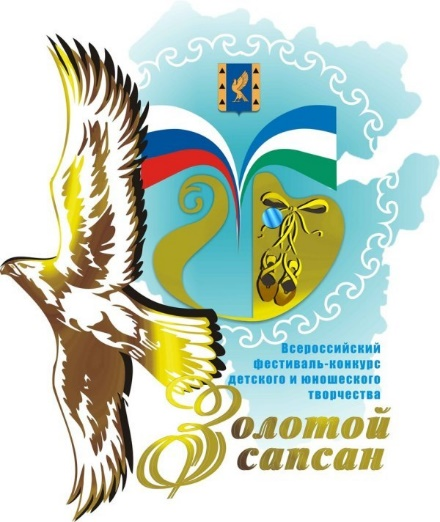 Всероссийский
фестиваль-конкурс
детского и юношеского
творчества
Золотой
сапсан